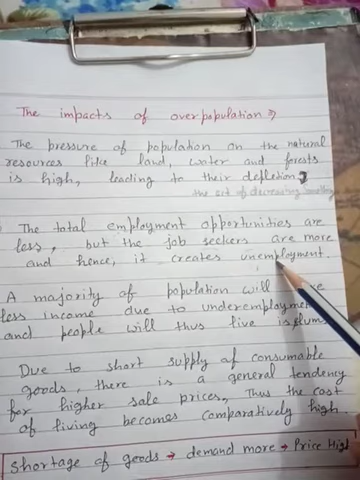 The impacts of overpopulation ⇒
The pressure of population on the natural
resources like land, water and forests
is high, leading to their depletion
the act of decreasing something
The total employment opportunities are
less, but the job seekers are more
and hence, it creates unemployment.
A majority of population will
less income due to underemployment
and people will thus live in slums
Due to short supply of consumable
goods, there is a general tendency
for higher sale prices, Thus the cost
of living becomes comparatively high.
Shortage of goods → demand more → Price High